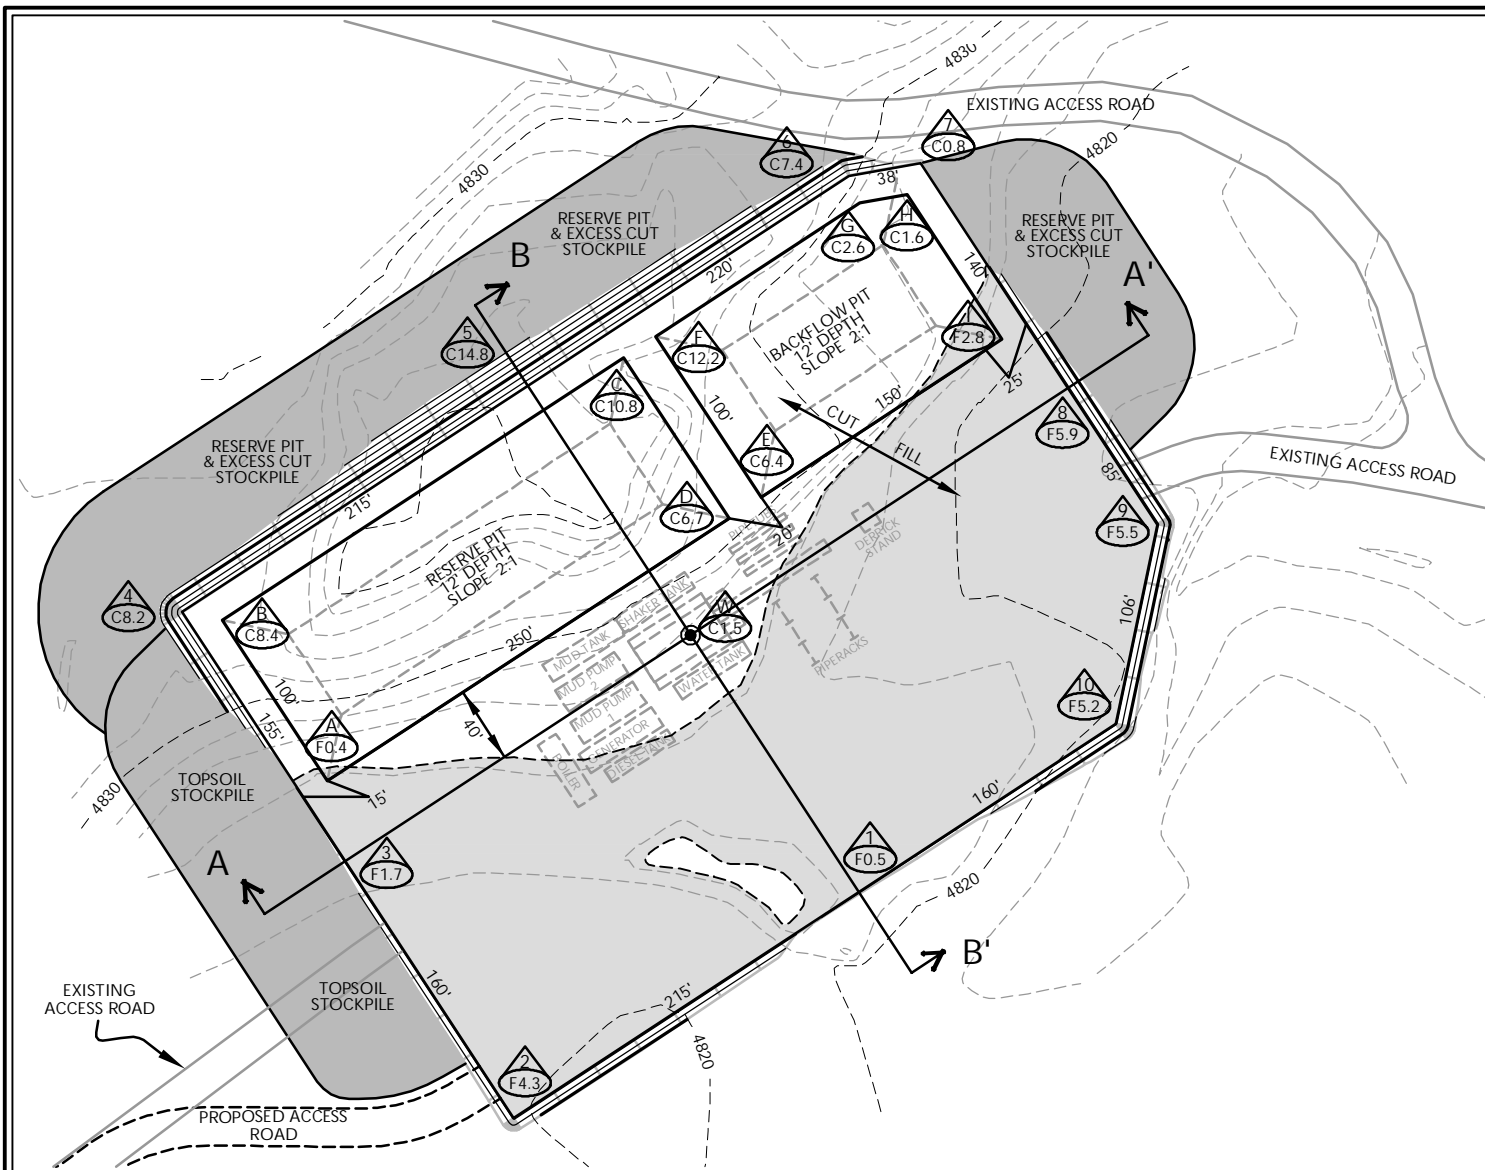 4830
EXISTING ACCESS ROAD
7
C0.8
6
C7.4
4820
4830
38'
RESERVE PIT
& EXCESS CUT
STOCKPILE
H
C1.6
G
C2.6
RESERVE PIT
& EXCESS CUT
STOCKPILE
B
220'
140'
A'
5
C14.8
F
C12.2
BACKFLOW PIT
12' DEPTH
SLOPE 2:1
I
F2.8
C
C10.8
100'
150'
25'
CUT
FILL
8
F5.9
E
C6.4
RESERVE PIT
& EXCESS CUT
STOCKPILE
215'
EXISTING ACCESS ROAD
85'
D
C6.7
9
F5.5
20'
DERRICK
STAND
RESERVE PIT
12' DEPTH
SLOPE 2:1
4
C8.2
B
C8.4
W
C1.5
106'
250'
SHAKER TANK
MUD TANK
MUD PUMP
2
WATER TANK
PIPERACKS
MUD PUMP
1
GENERATOR
DIESEL TANK
BOILER
100'
155'
A
F0.4
40'
10
F5.2
TOPSOIL
STOCKPILE
4830
15'
160'
A
3
F1.7
1
F0.5
4820
B'
160'
215'
EXISTING
ACCESS ROAD
TOPSOIL
STOCKPILE
4820
2
F4.3
PROPOSED ACCESS
ROAD